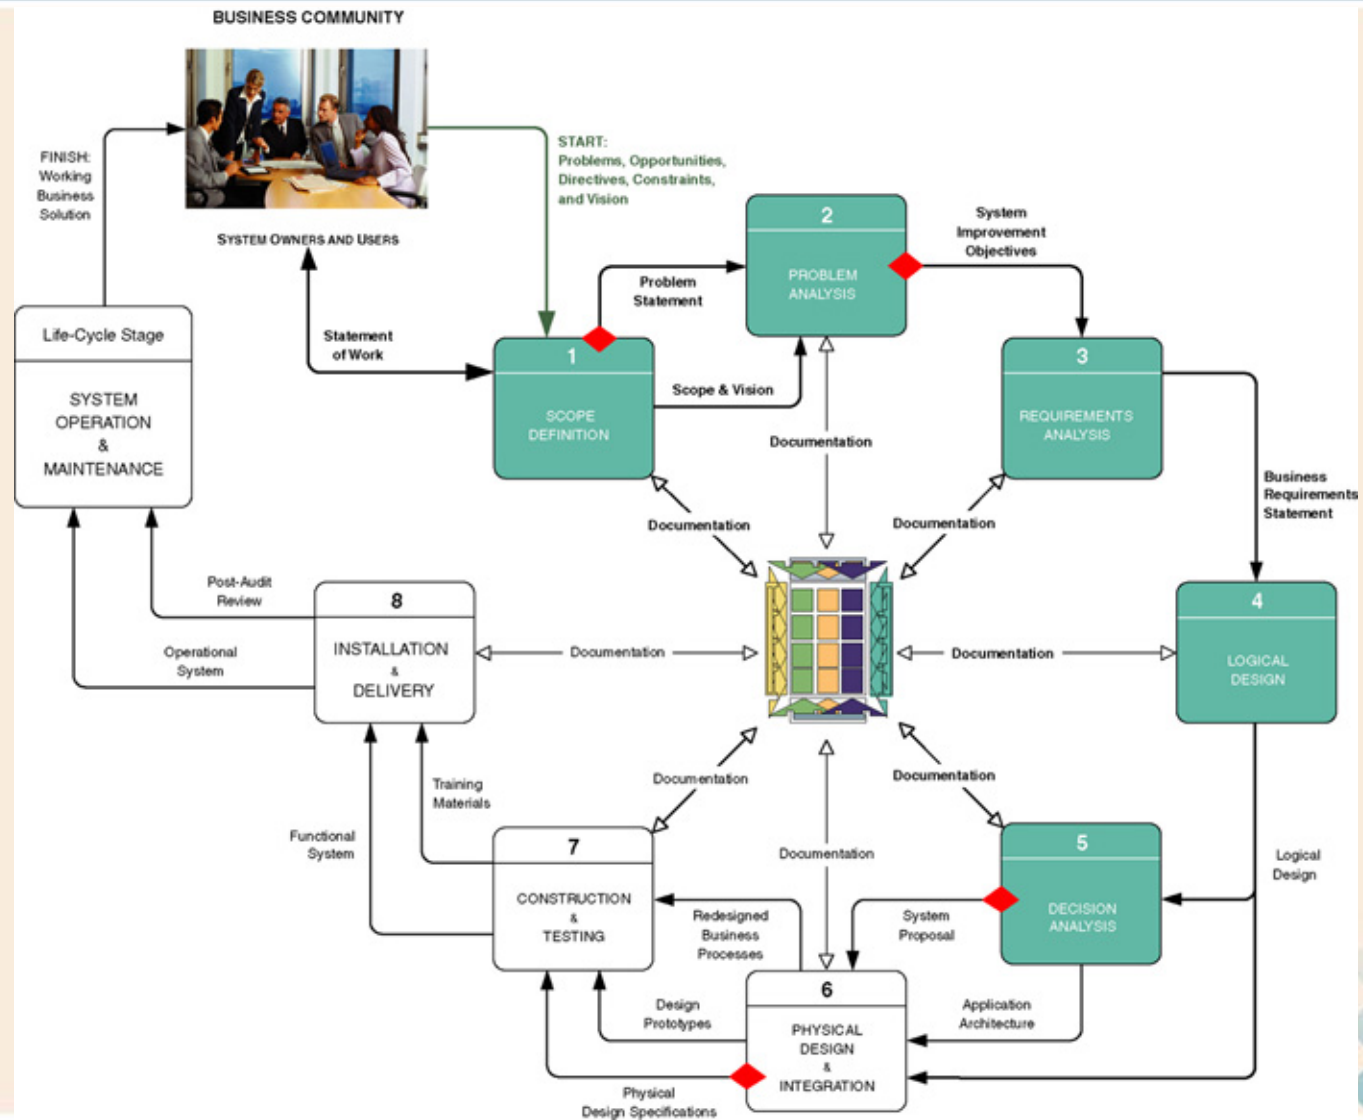 BUSINESS COMMUNITY
SYSTEM OWNERS AND USERS
START:
Problems, Opportunities,
Directives, Constraints,
and Vision
FINISH:
Working
Business
Solution
Statement
of Work
1
SCOPE
DEFINITION
Problem
Statement
Scope & Vision
2
PROBLEM
ANALYSIS
System
Improvement
Objectives
3
REQUIREMENTS
ANALYSIS
Business
Requirements
Statement
4
LOGICAL
DESIGN
Logical
Design
5
DECISION
ANALYSIS
System
Proposal
Application
Architecture
6
PHYSICAL
DESIGN
&
INTEGRATION
Redesigned
Business
Processes
Design
Prototypes
Physical
Design Specifications
7
CONSTRUCTION
&
TESTING
Training
Materials
Functional
System
8
INSTALLATION
&
DELIVERY
Post-Audit
Review
Operational
System
Life-Cycle Stage
SYSTEM
OPERATION
&
MAINTENANCE
Documentation
Documentation
Documentation
Documentation
Documentation
Documentation
Documentation
Documentation